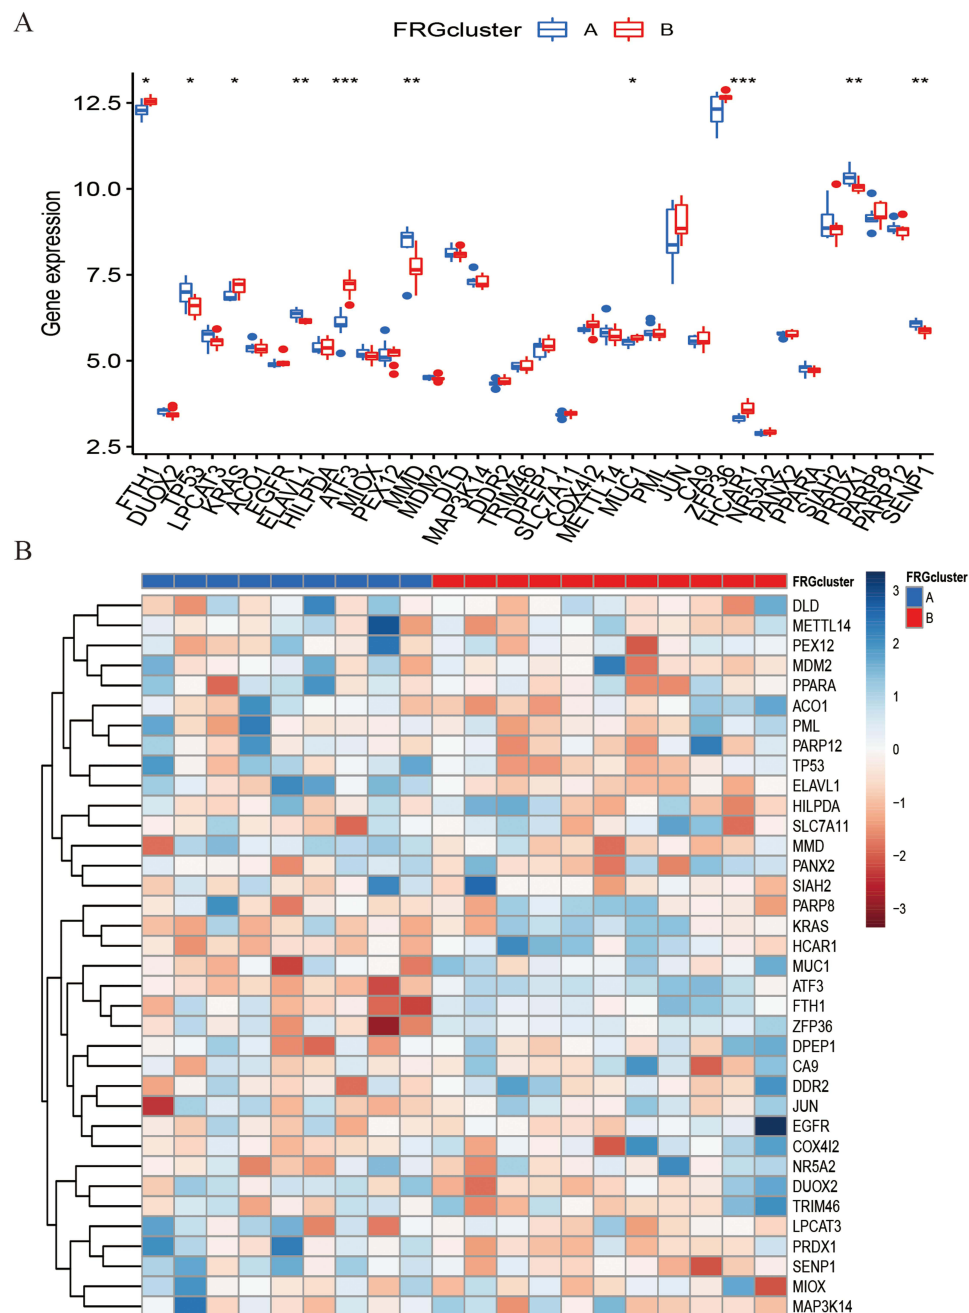 A
FRGcluster A B
* * * ** *** ** * *** ** **
Gene expression
12.5
10.0
7.5
5.0
2.5
FTH1
DUOX2
TP53
LPCAT3
KRAS
ACO1
EGFR
ELAVL1
HILPDA
ATF3
MIOX
PEX12
MMD
MDM2
DLD
MAP3K14
DDR2
TRIM46
DPEP1
SLC7A11
COX4I2
METTL14
MUC1
PML
JUN
CA9
ZFP36
HCAR1
NR5A2
PANX2
PPARA
SIAH2
PRDX1
PARP8
PARP12
SENP1
B
FRGcluster
DLD
METTL14
PEX12
MDM2
PPARA
ACO1
PML
PARP12
TP53
ELAVL1
HILPDA
SLC7A11
MMD
PANX2
SIAH2
PARP8
KRAS
HCAR1
MUC1
ATF3
FTH1
ZFP36
DPEP1
CA9
DDR2
JUN
EGFR
COX4I2
NR5A2
DUOX2
TRIM46
LPCAT3
PRDX1
SENP1
MIOX
MAP3K14
3
2
1
0
−1
−2
−3
FRGcluster
A
B